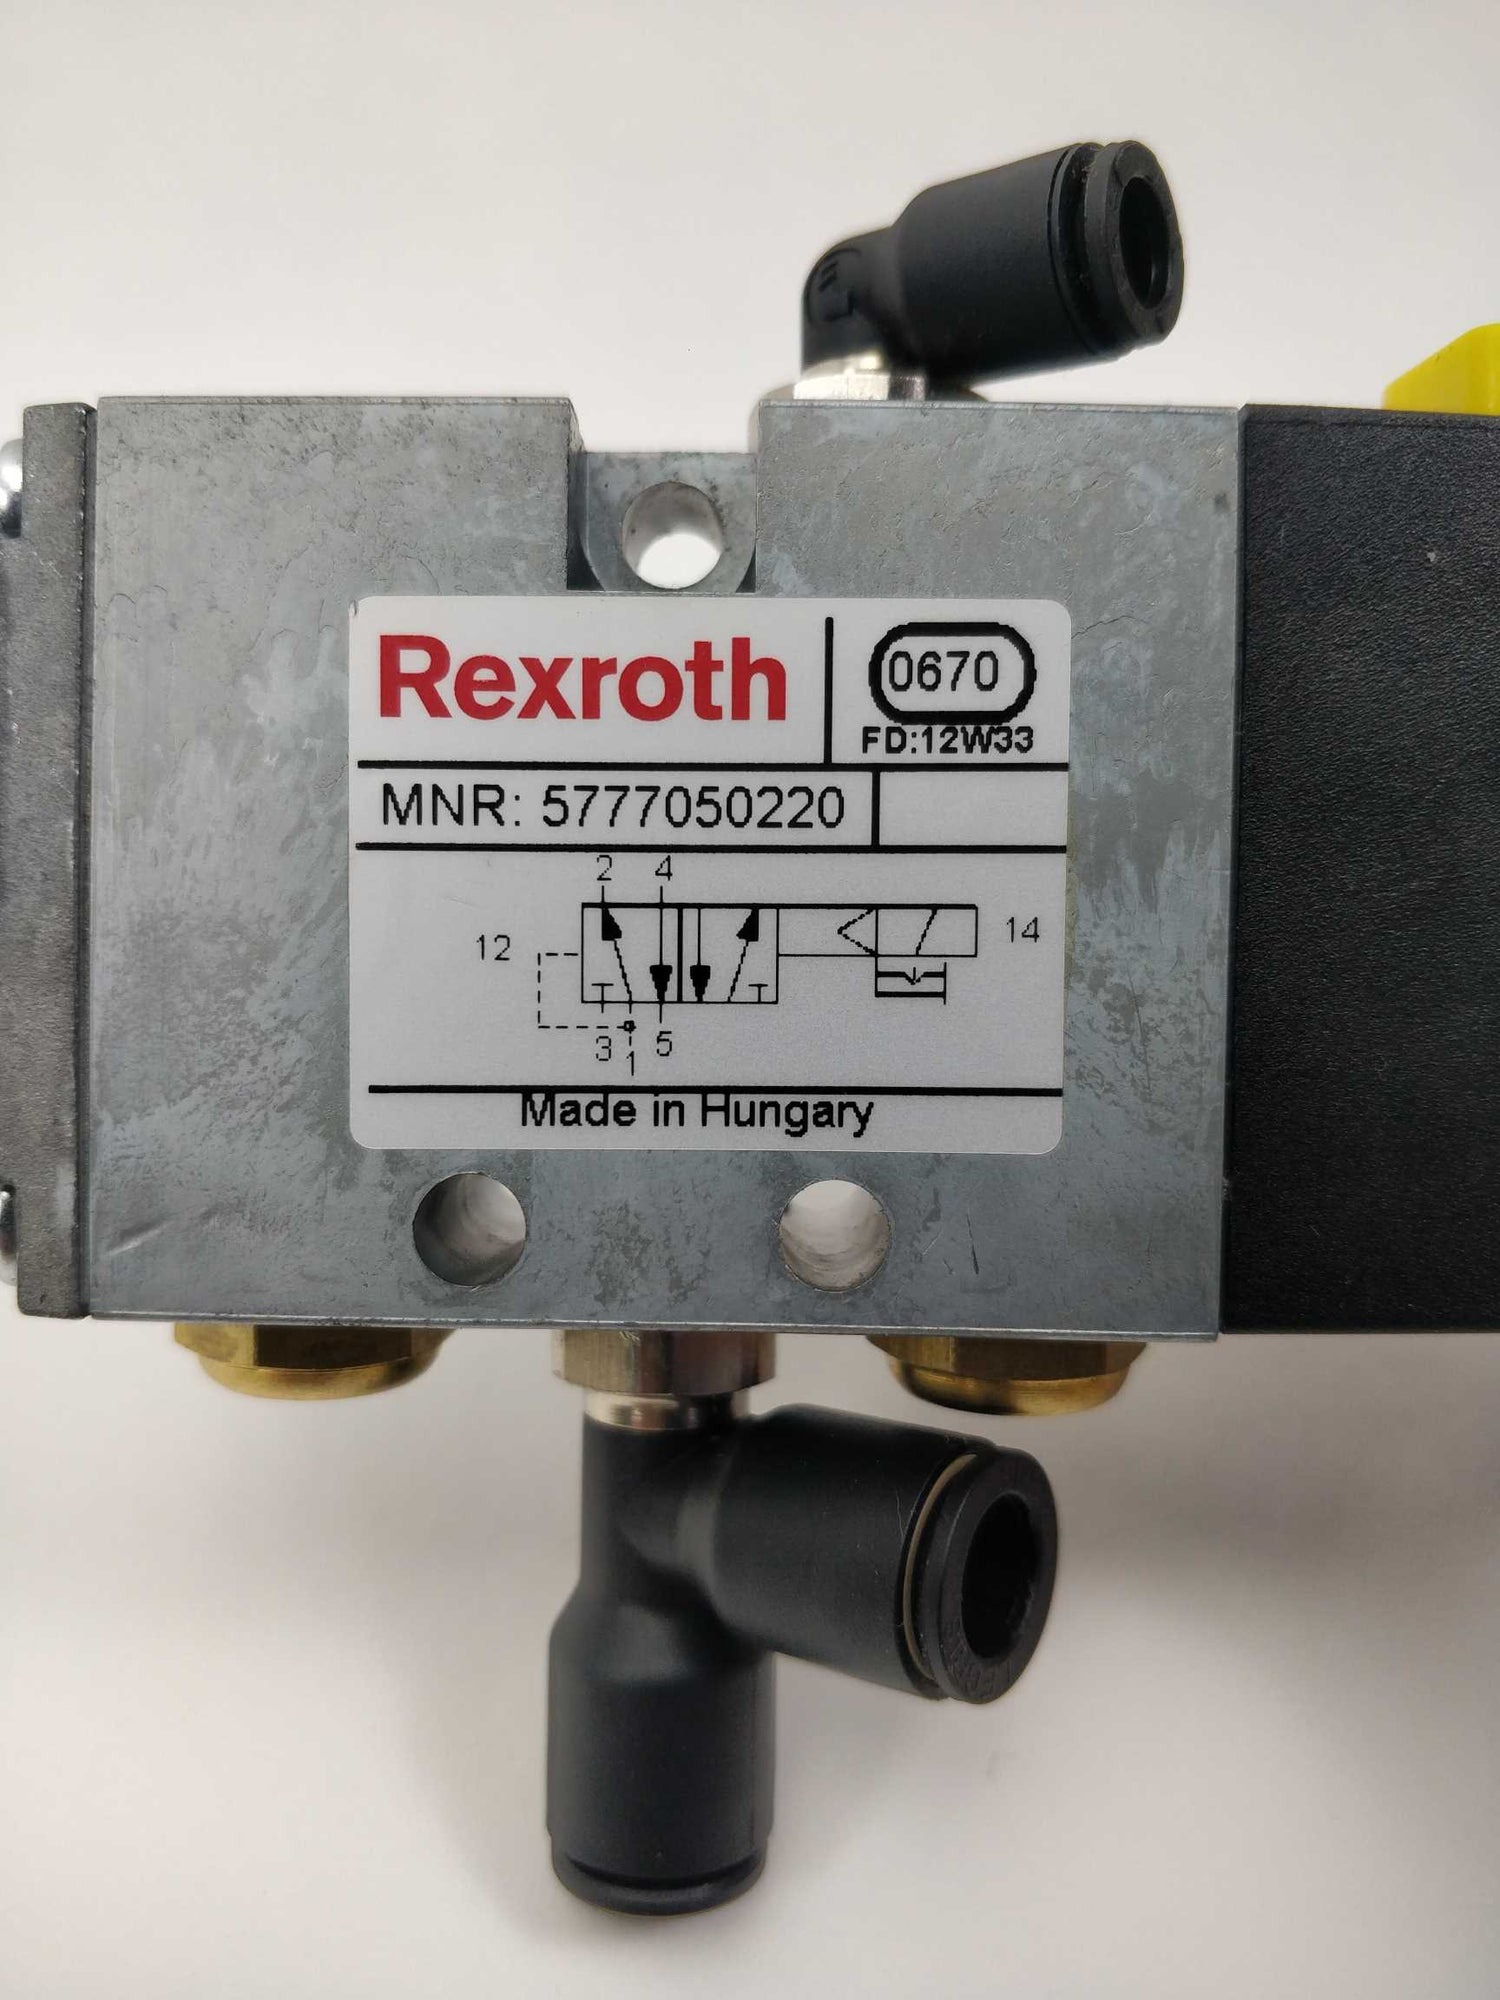 Rexroth
0670
FD:12W33
MNR: 5777050220
2 4
12
14
3 1 5
Made in Hungary